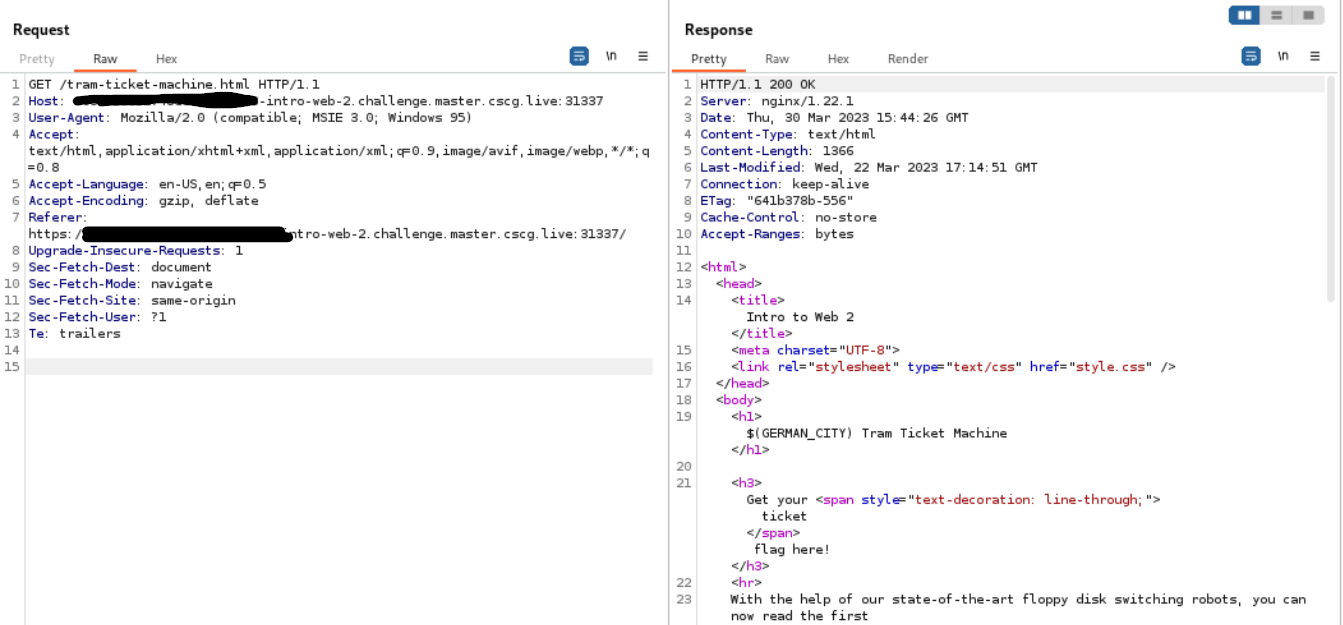 Request
Pretty Raw Hex \n
1 GET /tram-ticket-machine.html HTTP/1.1
2 Host: -intro-web-2.challenge.master.cscg.live:31337
3 User-Agent: Mozilla/2.0 (compatible; MSIE 3.0; Windows 95)
4 Accept:
text/html,application/xhtml+xml,application/xml;q=0.9,image/avif,image/webp,*/*;q
=0.8
5 Accept-Language: en-US,en;q=0.5
6 Accept-Encoding: gzip, deflate
7 Referer:
https:/ntro-web-2.challenge.master.cscg.live:31337/
8 Upgrade-Insecure-Requests: 1
9 Sec-Fetch-Dest: document
10 Sec-Fetch-Mode: navigate
11 Sec-Fetch-Site: same-origin
12 Sec-Fetch-User: ?1
13 Te: trailers
14
15
Response
Pretty Raw Hex Render \n
1 HTTP/1.1 200 OK
2 Server: nginx/1.22.1
3 Date: Thu, 30 Mar 2023 15:44:26 GMT
4 Content-Type: text/html
5 Content-Length: 1366
6 Last-Modified: Wed, 22 Mar 2023 17:14:51 GMT
7 Connection: keep-alive
8 ETag: "641b378b-556"
9 Cache-Control: no-store
10 Accept-Ranges: bytes
11
12 <html>
13 <head>
14 <title>
Intro to Web 2
</title>
15 <meta charset="UTF-8">
16 <link rel="stylesheet" type="text/css" href="style.css" />
17 </head>
18 <body>
19 <h1>
$(GERMAN_CITY) Tram Ticket Machine
</h1>
20
21 <h3>
Get your <span style="text-decoration: line-through;">
ticket
</span>
flag here!
</h3>
22 <hr>
23 With the help of our state-of-the-art floppy disk switching robots, you can
now read the first